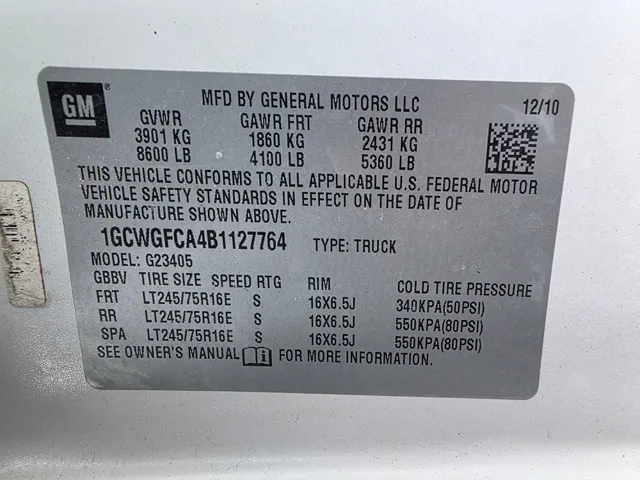 GM ®
MFD BY GENERAL MOTORS LLC 12/10
GVWR GAWR FRT GAWR RR
3901 KG 1860 KG 2431 KG
8600 LB 4100 LB 5360 LB
THIS VEHICLE CONFORMS TO ALL APPLICABLE U.S. FEDERAL MOTOR
VEHICLE SAFETY STANDARDS IN EFFECT ON THE DATE OF
MANUFACTURE SHOWN ABOVE.
1GCWGFCA4B1127764 TYPE: TRUCK
MODEL: G23405
GBBV TIRE SIZE SPEED RTG RIM COLD TIRE PRESSURE
FRT LT245/75R16E S 16X6.5J 340KPA(50PSI)
RR LT245/75R16E S 16X6.5J 550KPA(80PSI)
SPA LT245/75R16E S 16X6.5J 550KPA(80PSI)
SEE OWNER'S MANUAL FOR MORE INFORMATION.